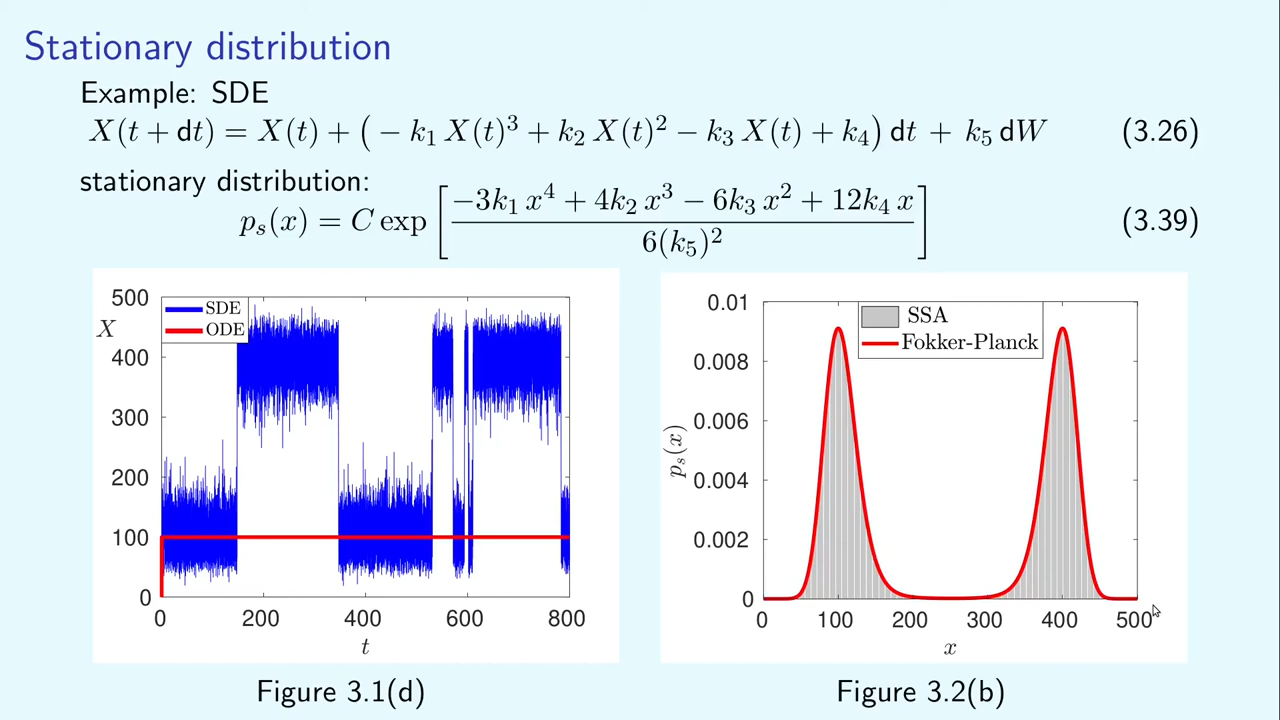 Stationary distribution
Example: SDE
X(t + dt) = X(t) + ( − k₁ X(t)³ + k₂ X(t)² − k₃ X(t) + k₄ ) dt + k₅ dW (3.26)
stationary distribution:
pₛ(x) = C exp [ (−3k₁ x⁴ + 4k₂ x³ − 6k₃ x² + 12k₄ x) / 6(k₅)² ] (3.39)
500
400
300
200
100
0
X
SDE
ODE
0 200 400 600 800
t
Figure 3.1(d)
0.01
0.008
0.006
0.004
0.002
0
pₛ(x)
SSA
Fokker-Planck
0 100 200 300 400 500
x
Figure 3.2(b)